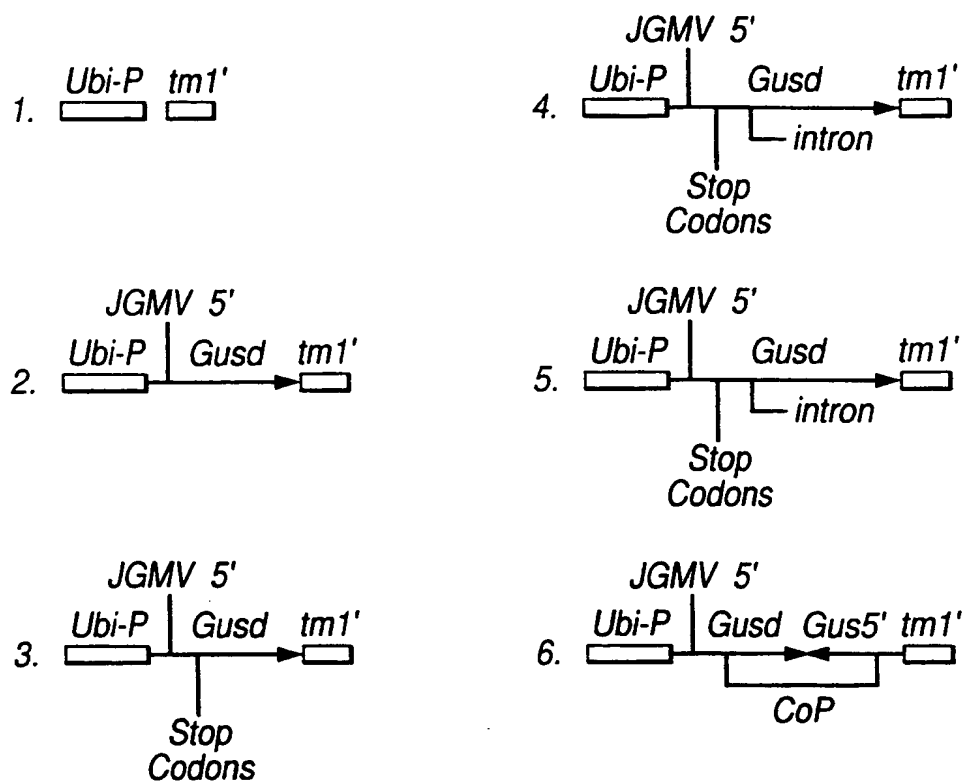 1. Ubi-P tm1'
JGMV 5'
2. Ubi-P Gusd tm1'
JGMV 5'
3. Ubi-P Gusd tm1'
Stop
Codons
JGMV 5'
4. Ubi-P Gusd tm1'
intron
Stop
Codons
JGMV 5'
5. Ubi-P Gusd tm1'
intron
Stop
Codons
JGMV 5'
6. Ubi-P Gusd Gus5' tm1'
CoP